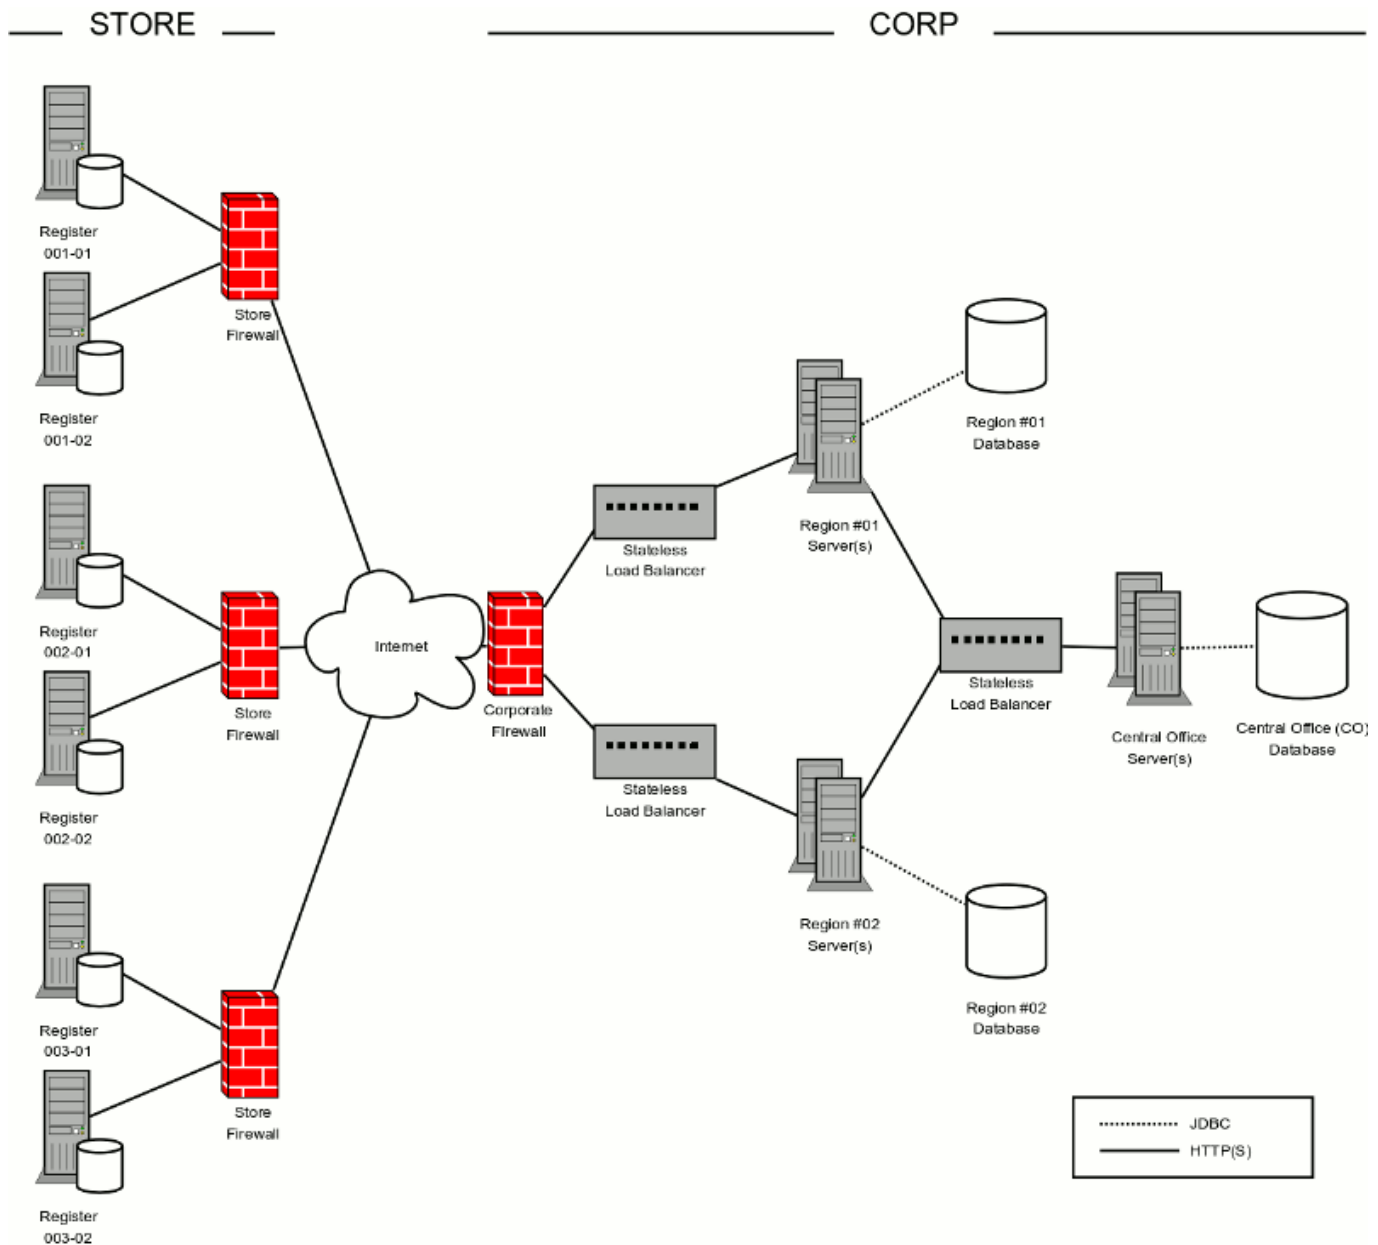 STORE
CORP
Register
001-01
Store
Firewall
Register
001-02
Region #01
Database
Region #01
Server(s)
Stateless
Load Balancer
Register
002-01
Internet
Store
Firewall
Corporate
Firewall
Stateless
Load Balancer
Central Office
Server(s)
Central Office (CO)
Database
Register
002-02
Stateless
Load Balancer
Region #02
Server(s)
Region #02
Database
Register
003-01
Store
Firewall
JDBC
HTTP(S)
Register
003-02